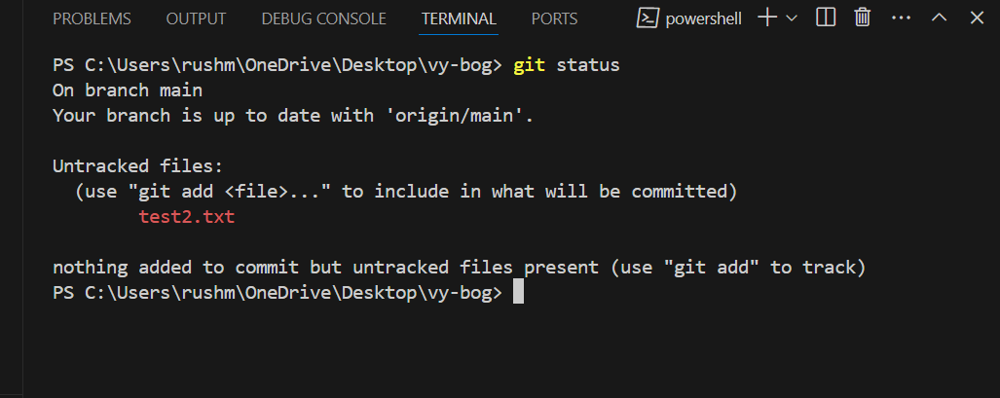 PROBLEMS OUTPUT DEBUG CONSOLE TERMINAL PORTS powershell
PS C:\Users\rushm\OneDrive\Desktop\vy-bog> git status
On branch main
Your branch is up to date with 'origin/main'.
Untracked files:
(use "git add <file>..." to include in what will be committed)
test2.txt
nothing added to commit but untracked files present (use "git add" to track)
PS C:\Users\rushm\OneDrive\Desktop\vy-bog>